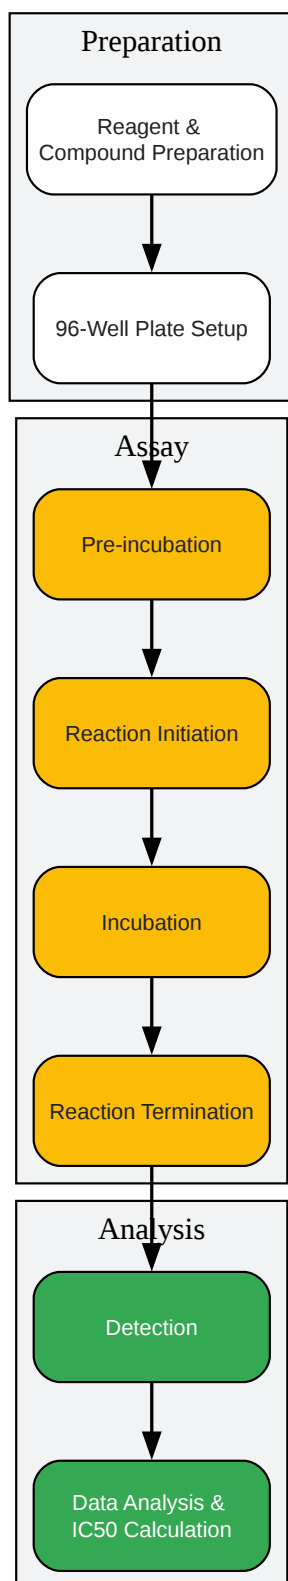 Preparation
Reagent &
Compound Preparation
96-Well Plate Setup
Assay
Pre-incubation
Reaction Initiation
Incubation
Reaction Termination
Analysis
Detection
Data Analysis &
IC50 Calculation